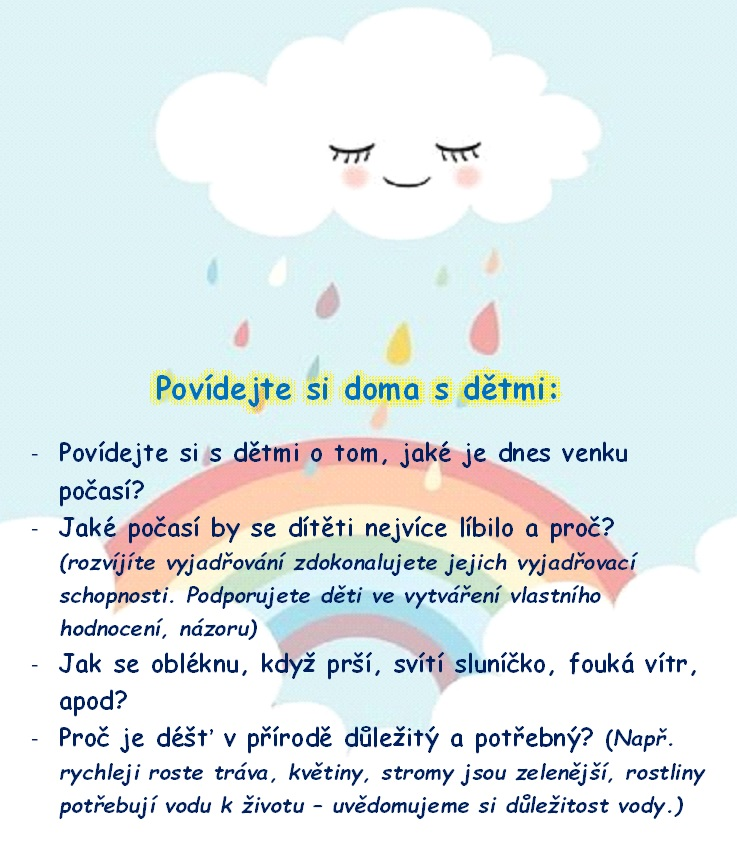 Povídejte si doma s dětmi:
- Povídejte si s dětmi o tom, jaké je dnes venku
počasí?
- Jaké počasí by se dítěti nejvíce líbilo a proč?
(rozvíjíte vyjadřování zdokonalujete jejich vyjadřovací
schopnosti. Podporujete děti ve vytváření vlastního
hodnocení, názoru)
- Jak se obléknu, když prší, svítí sluníčko, fouká vítr,
apod?
- Proč je déšť v přírodě důležitý a potřebný? (Např.
rychleji roste tráva, květiny, stromy jsou zelenější, rostliny
potřebují vodu k životu – uvědomujeme si důležitost vody.)